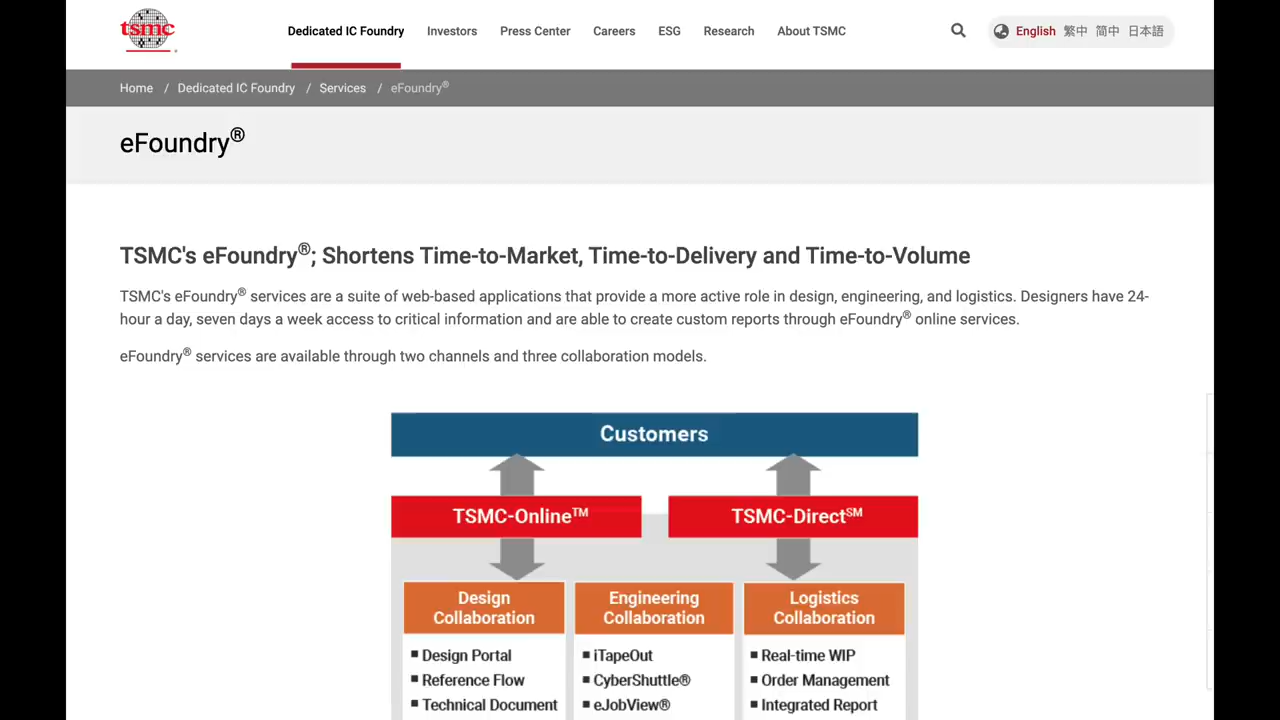 tsmc
Dedicated IC Foundry Investors Press Center Careers ESG Research About TSMC English 繁中 简中 日本語
Home / Dedicated IC Foundry / Services / eFoundry®
eFoundry®
TSMC's eFoundry®; Shortens Time-to-Market, Time-to-Delivery and Time-to-Volume
TSMC's eFoundry® services are a suite of web-based applications that provide a more active role in design, engineering, and logistics. Designers have 24-
hour a day, seven days a week access to critical information and are able to create custom reports through eFoundry® online services.
eFoundry® services are available through two channels and three collaboration models.
Customers
TSMC-Online™ TSMC-Direct℠
Design
Collaboration
Engineering
Collaboration
Logistics
Collaboration
▪ Design Portal
▪ Reference Flow
▪ Technical Document
▪ iTapeOut
▪ CyberShuttle®
▪ eJobView®
▪ Real-time WIP
▪ Order Management
▪ Integrated Report